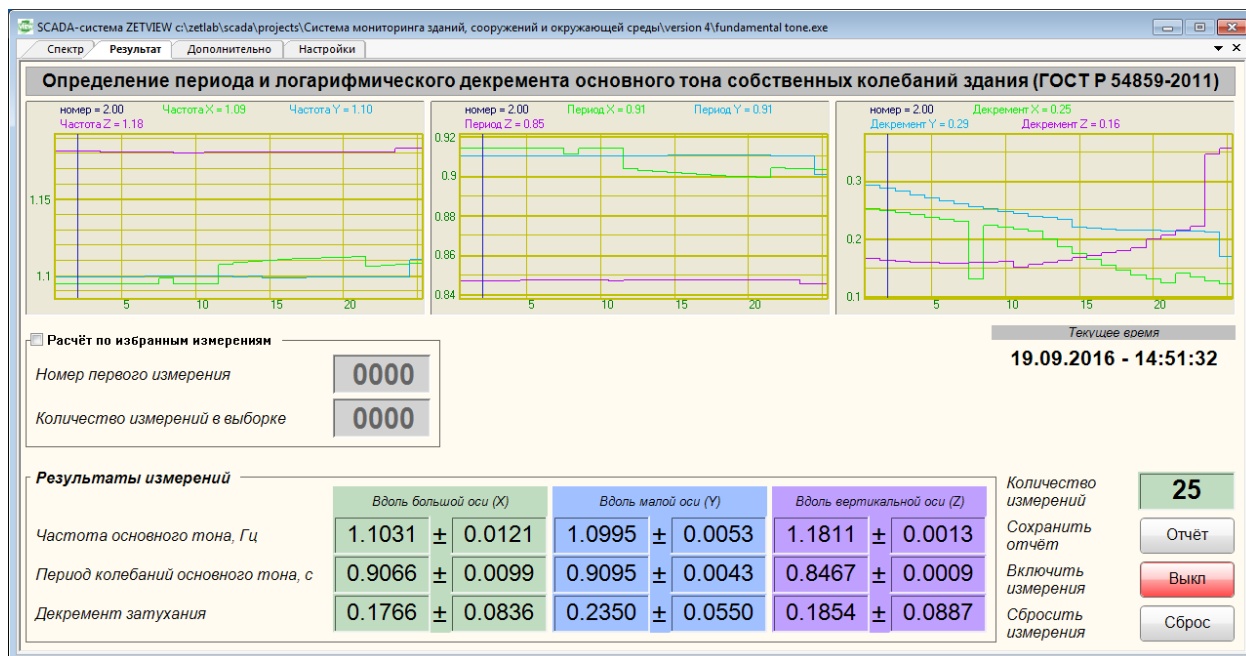 SCADA-система ZETVIEW c:\zetlab\scada\projects\Система мониторинга зданий, сооружений и окружающей среды\version 4\fundamental tone.exe
Спектр Результат Дополнительно Настройки
Определение периода и логарифмического декремента основного тона собственных колебаний здания (ГОСТ Р 54859-2011)
номер = 2.00 Частота X = 1.09 Частота Y = 1.10
Частота Z = 1.18
1.15
1.1
5 10 15 20
номер = 2.00 Период X = 0.91 Период Y = 0.91
Период Z = 0.85
0.92
0.9
0.88
0.86
0.84
5 10 15 20
номер = 2.00 Декремент X = 0.25
Декремент Y = 0.29 Декремент Z = 0.16
0.3
0.2
0.1
5 10 15 20
Расчёт по избранным измерениям
Номер первого измерения 0000
Количество измерений в выборке 0000
Текущее время
19.09.2016 - 14:51:32
Результаты измерений
Вдоль большой оси (X) Вдоль малой оси (Y) Вдоль вертикальной оси (Z)
Частота основного тона, Гц 1.1031 ± 0.0121 1.0995 ± 0.0053 1.1811 ± 0.0013
Период колебаний основного тона, с 0.9066 ± 0.0099 0.9095 ± 0.0043 0.8467 ± 0.0009
Декремент затухания 0.1766 ± 0.0836 0.2350 ± 0.0550 0.1854 ± 0.0887
Количество
измерений
25
Сохранить
отчёт
Отчёт
Включить
измерения
Выкл
Сбросить
измерения
Сброс